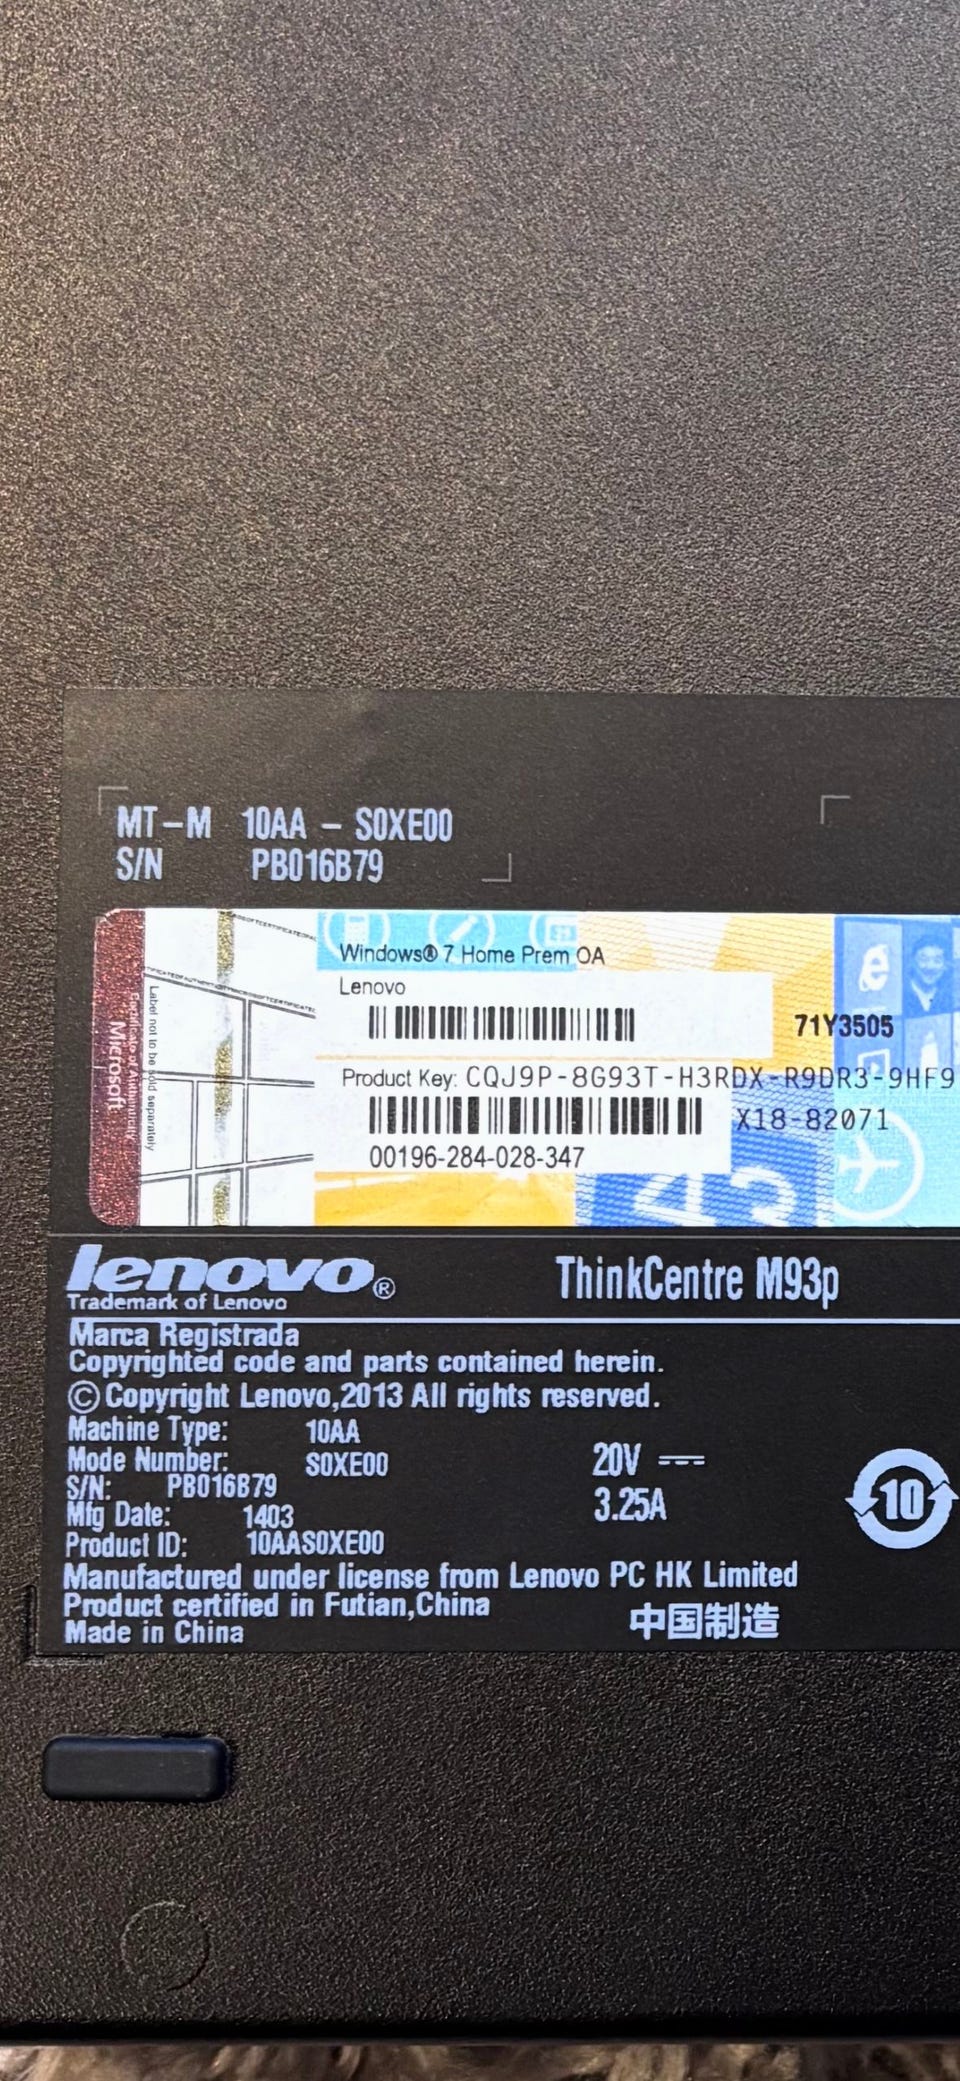 MT-M 10AA - S0XE00
S/N PB016B79
Windows® 7 Home Prem OA
Lenovo
71Y3505
Product Key: CQJ9P-8G93T-H3RDX-R9DR3-9HF9
X18-82071
00196-284-028-347
Label not to be sold separately
Certificate of Authenticity
Microsoft
lenovo®
ThinkCentre M93p
Trademark of Lenovo
Marca Registrada
Copyrighted code and parts contained herein.
© Copyright Lenovo,2013 All rights reserved.
Machine Type: 10AA
Mode Number: S0XE00
20V
S/N: PB016B79
3.25A
10
Mfg Date: 1403
Product ID: 10AAS0XE00
Manufactured under license from Lenovo PC HK Limited
Product certified in Futian,China
中国制造
Made in China